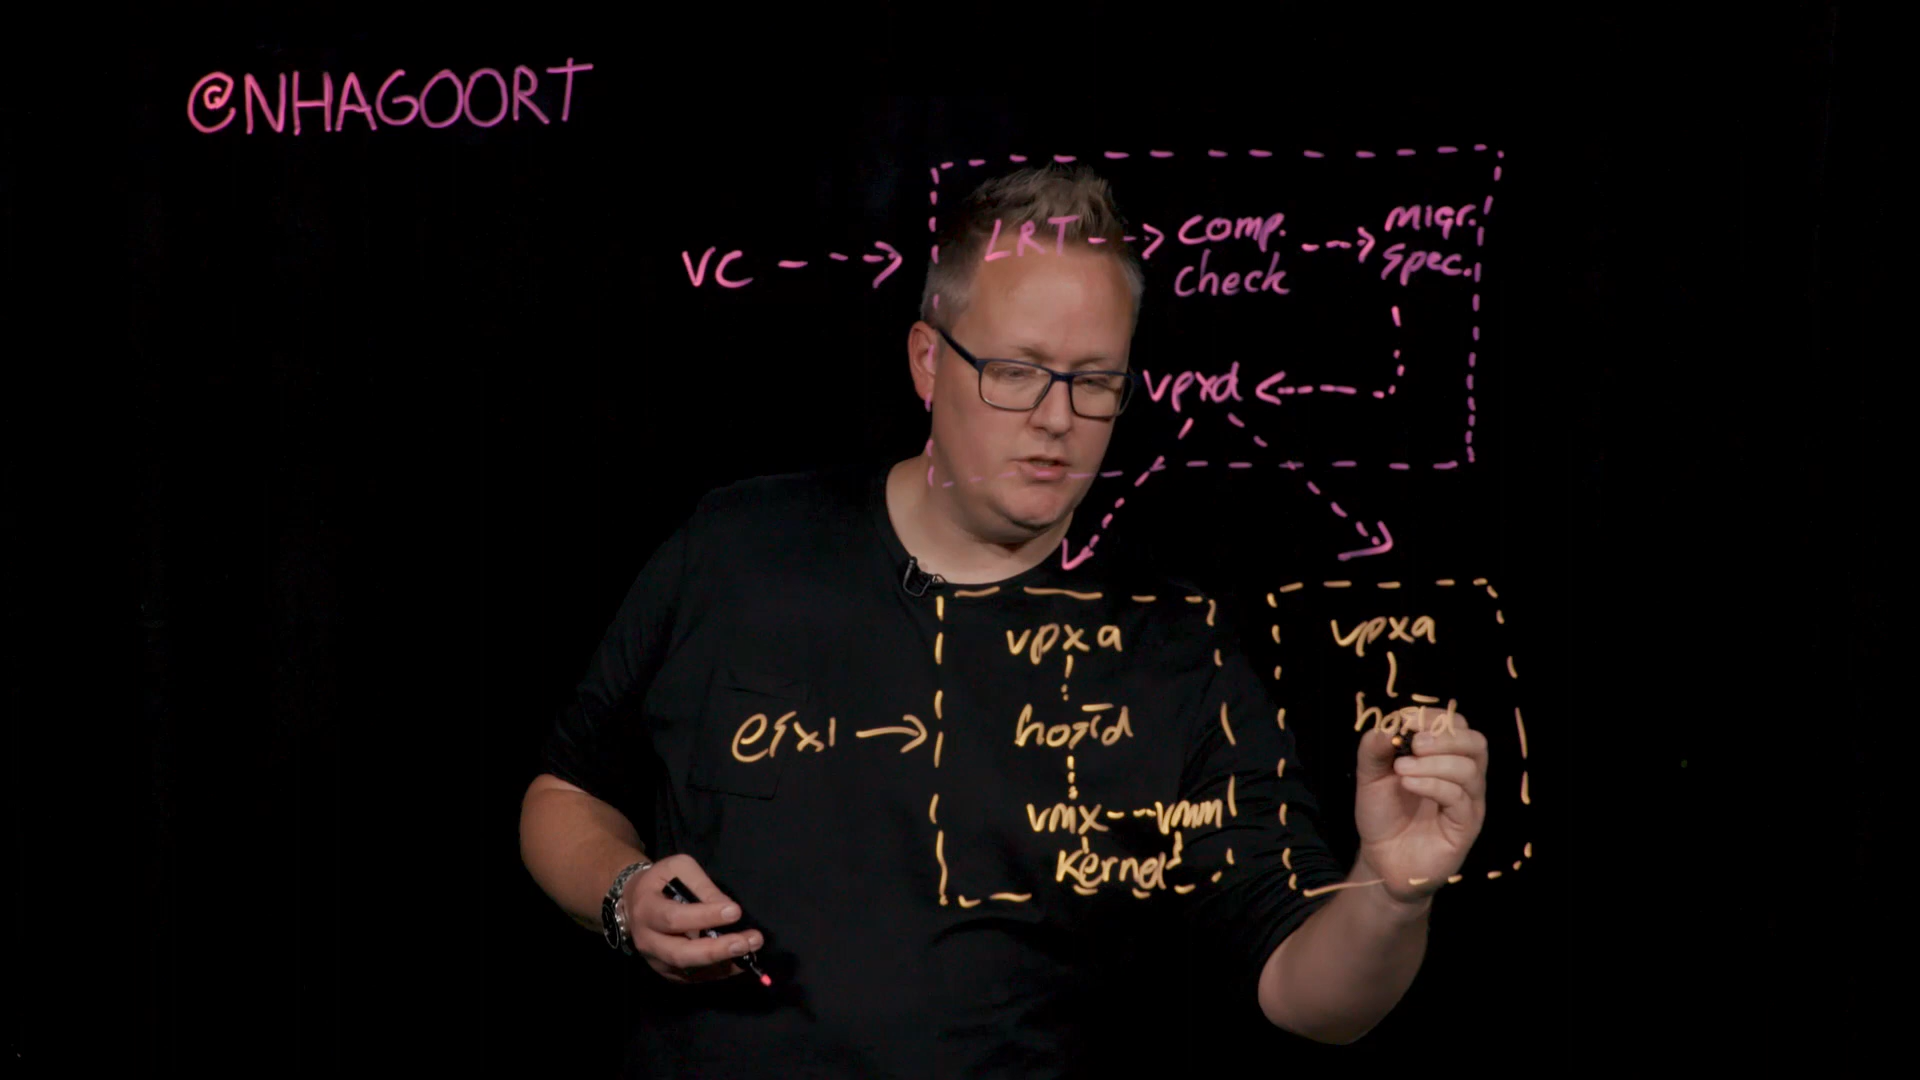 @NHAGOORT
VC
LRT
comp.
check
migr.
spec.
vpxd
esxi
vpxa
hostd
vmx
vmm
Kernel
vpxa
hostd